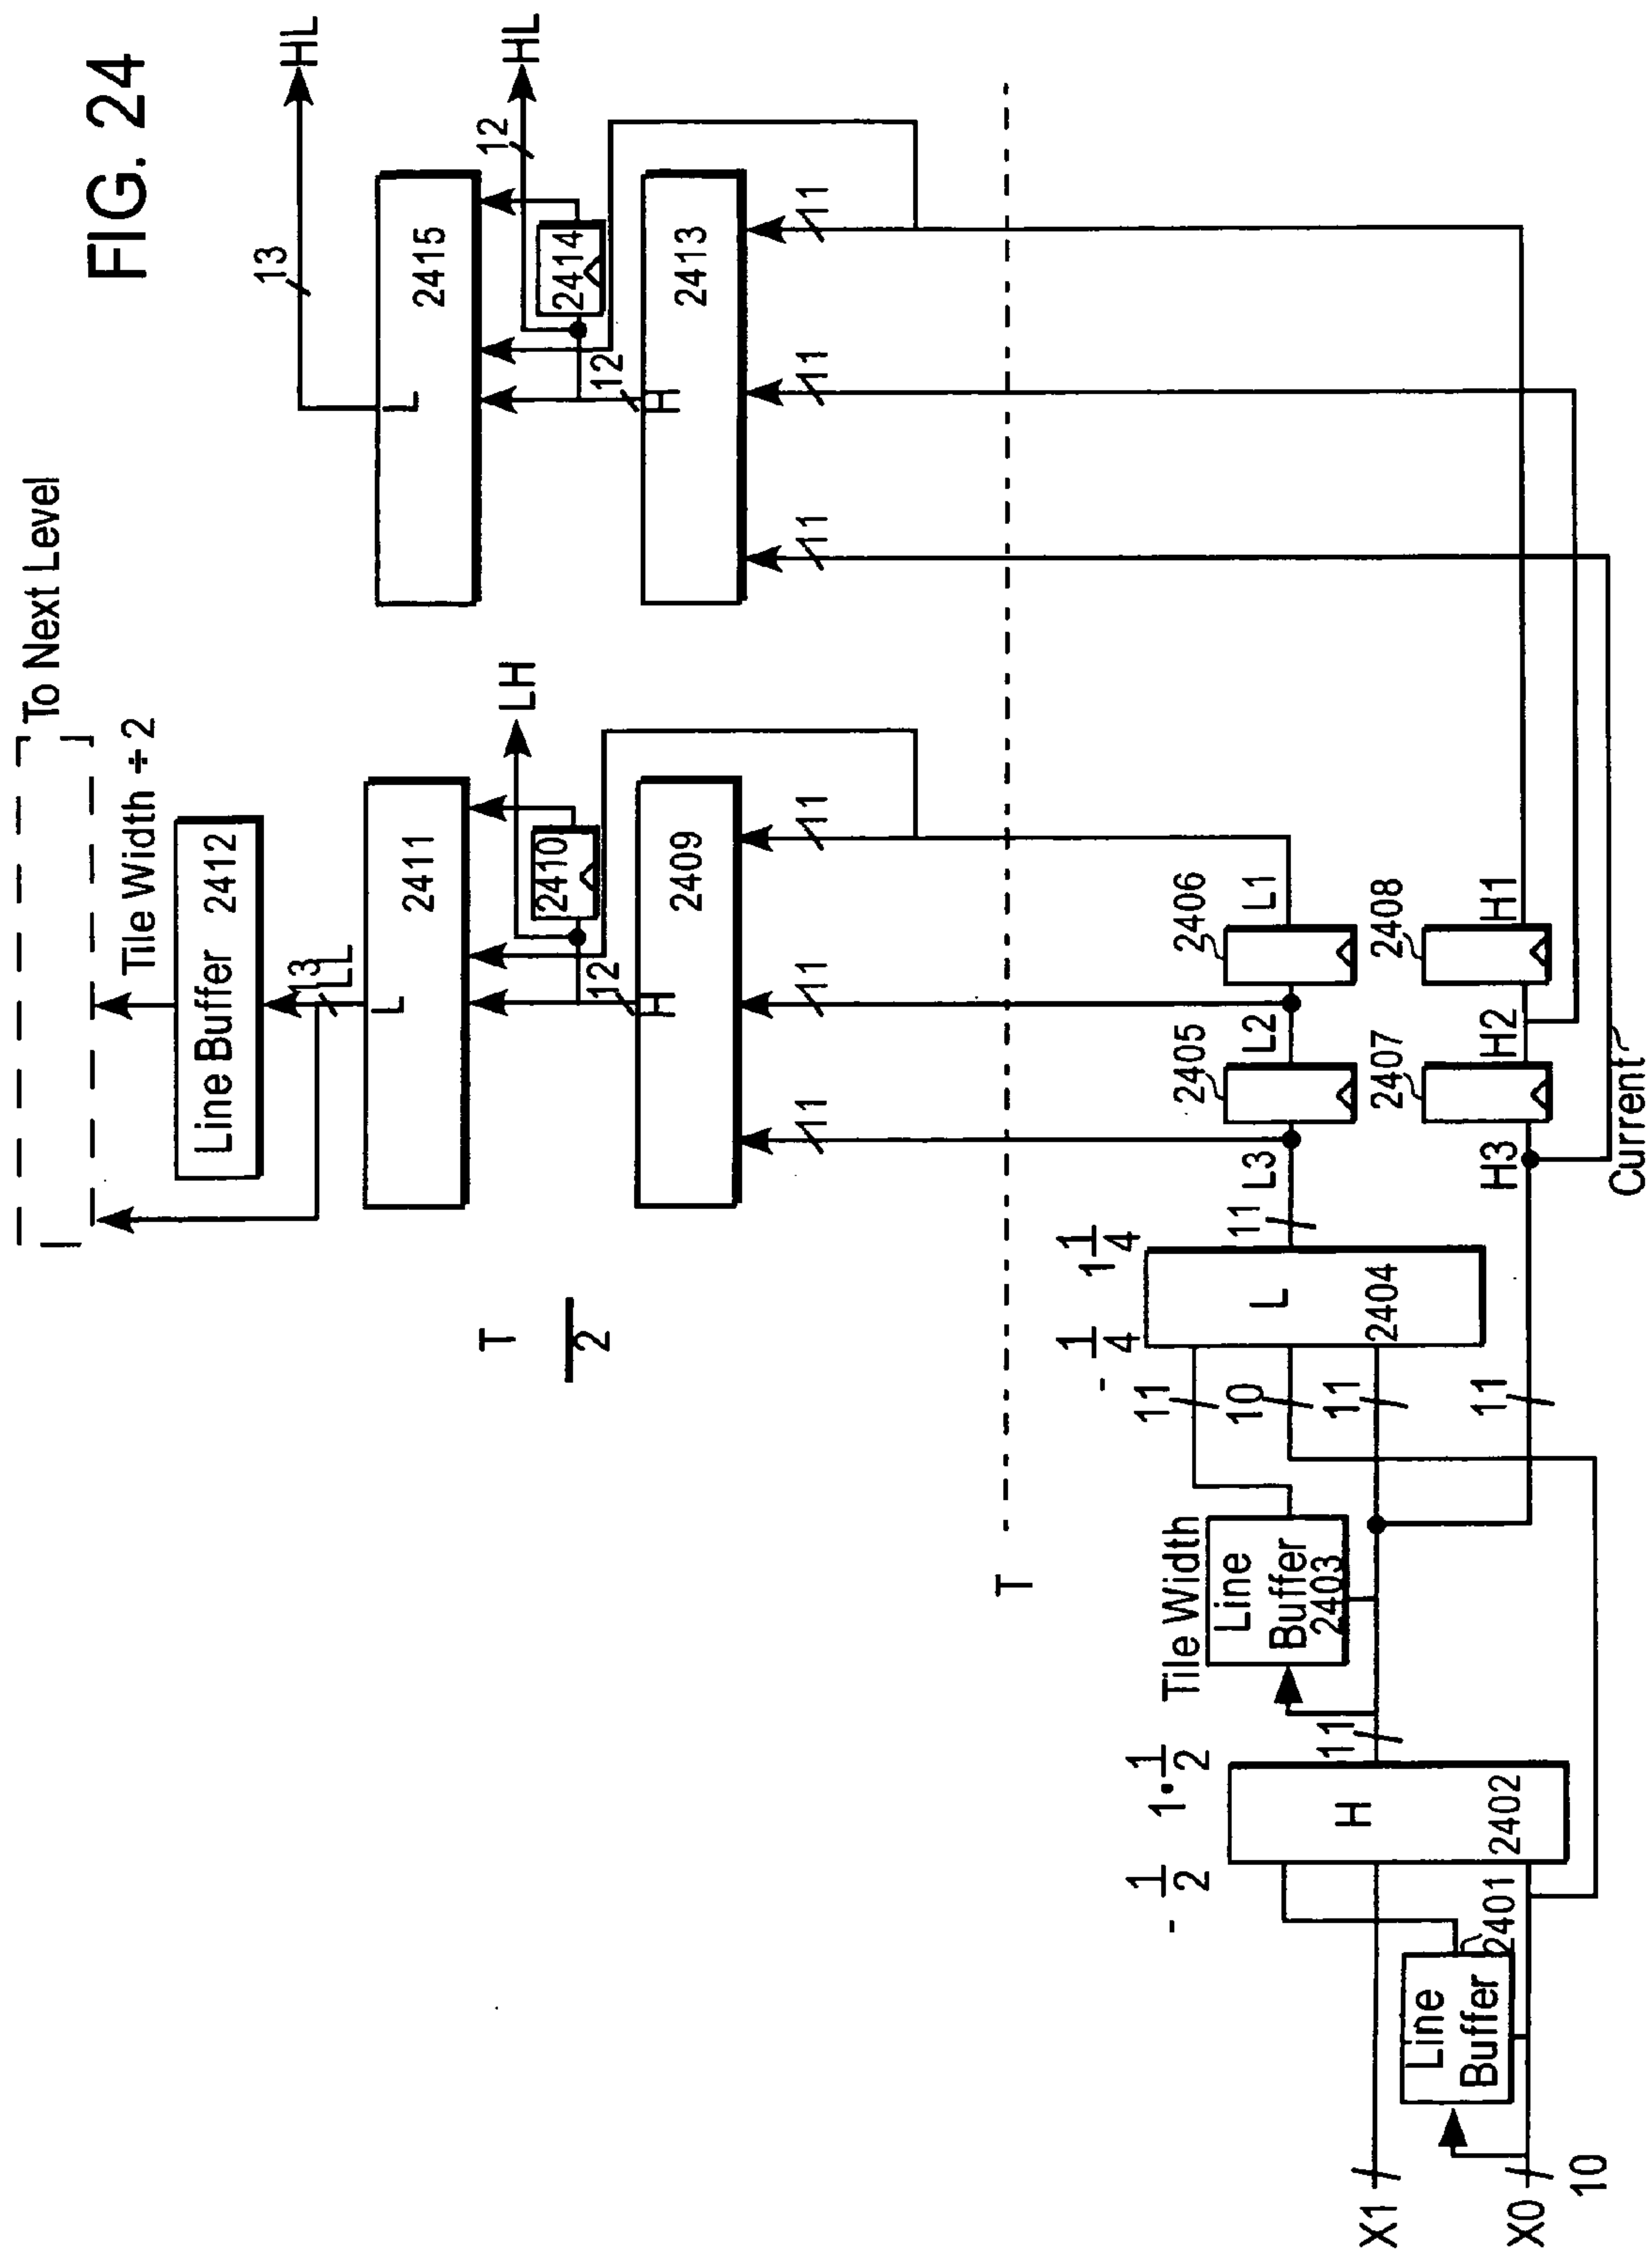 FIG. 24
To Next Level
Tile Width ÷ 2
Line Buffer 2412
13
LL
L
2411
LH
2410
12
H
2409
11
11
11
HL
13
L
2415
HL
12
2414
12
H
2413
11
11
11
T
2
T
X1
X0
10
Line
Buffer
2401
- 1/2
1·1/2
H
2402
11
Tile Width
Line
Buffer
2403
11
10
11
11
- 1/4
1 1/4
L
2404
11
L3
2405
L2
2406
L1
H3
2407
H2
2408
H1
Current